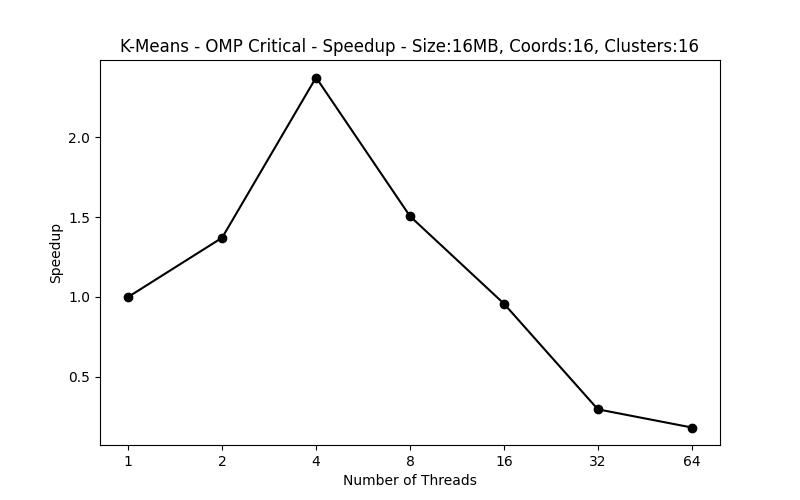 K-Means - OMP Critical - Speedup - Size:16MB, Coords:16, Clusters:16
2.0
1.5
1.0
0.5
Speedup
1 2 4 8 16 32 64
Number of Threads